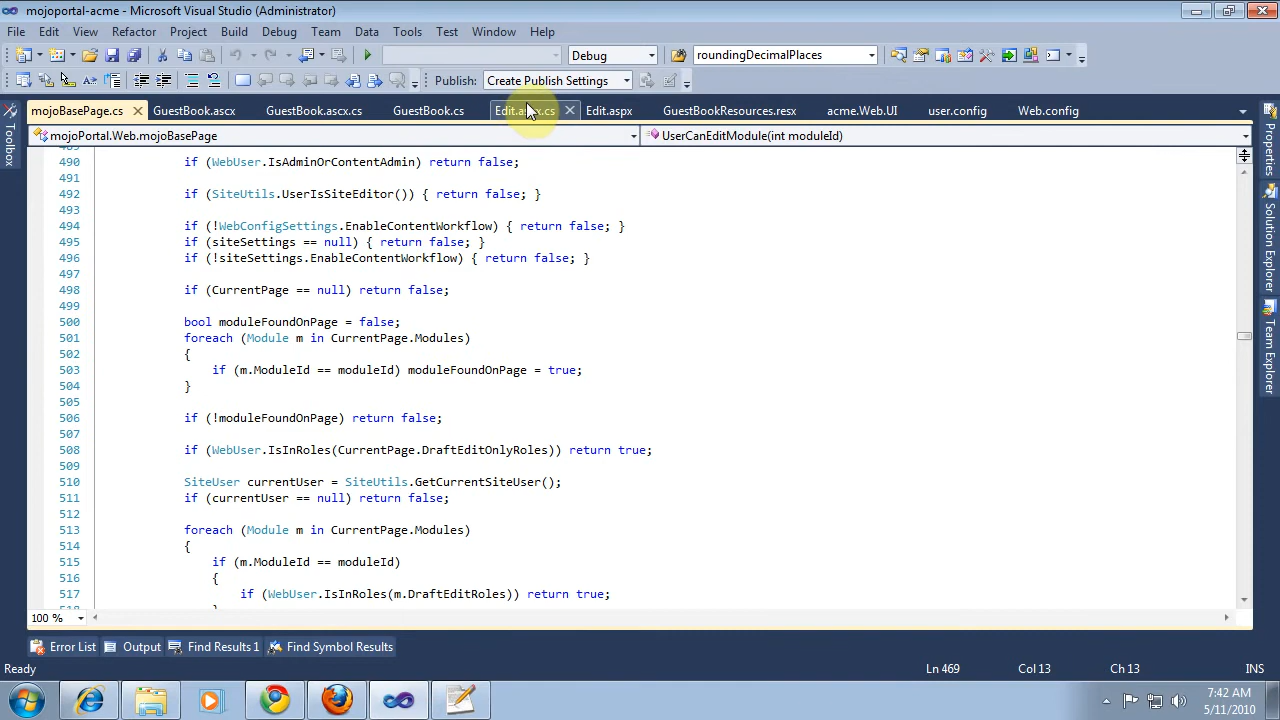 mojoportal-acme - Microsoft Visual Studio (Administrator)
File Edit View Refactor Project Build Debug Team Data Tools Test Window Help
Debug roundingDecimalPlaces
Publish: Create Publish Settings
mojoBasePage.cs GuestBook.ascx GuestBook.ascx.cs GuestBook.cs Edit.aspx.cs Edit.aspx GuestBookResources.resx acme.Web.UI user.config Web.config
mojoPortal.Web.mojoBasePage UserCanEditModule(int moduleId)
Toolbox
Properties
Solution Explorer
Team Explorer
489
490 if (WebUser.IsAdminOrContentAdmin) return false;
491
492 if (SiteUtils.UserIsSiteEditor()) { return false; }
493
494 if (!WebConfigSettings.EnableContentWorkflow) { return false; }
495 if (siteSettings == null) { return false; }
496 if (!siteSettings.EnableContentWorkflow) { return false; }
497
498 if (CurrentPage == null) return false;
499
500 bool moduleFoundOnPage = false;
501 foreach (Module m in CurrentPage.Modules)
502 {
503 if (m.ModuleId == moduleId) moduleFoundOnPage = true;
504 }
505
506 if (!moduleFoundOnPage) return false;
507
508 if (WebUser.IsInRoles(CurrentPage.DraftEditOnlyRoles)) return true;
509
510 SiteUser currentUser = SiteUtils.GetCurrentSiteUser();
511 if (currentUser == null) return false;
512
513 foreach (Module m in CurrentPage.Modules)
514 {
515 if (m.ModuleId == moduleId)
516 {
517 if (WebUser.IsInRoles(m.DraftEditRoles)) return true;
518 }
100 %
Error List Output Find Results 1 Find Symbol Results
Ready Ln 469 Col 13 Ch 13 INS
7:42 AM
5/11/2010